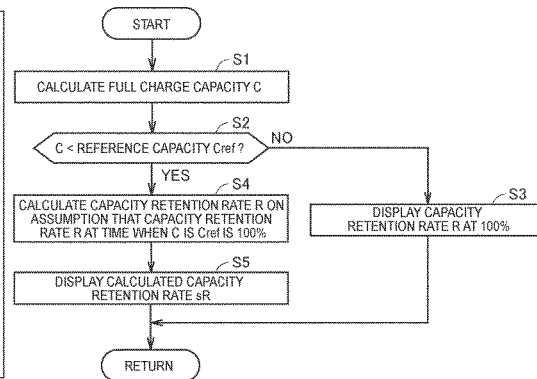 START
S1
CALCULATE FULL CHARGE CAPACITY C
S2
C < REFERENCE CAPACITY Cref ?
NO
YES
S4
CALCULATE CAPACITY RETENTION RATE R ON
ASSUMPTION THAT CAPACITY RETENTION
RATE R AT TIME WHEN C IS Cref IS 100%
S3
DISPLAY CAPACITY
RETENTION RATE R AT 100%
S5
DISPLAY CALCULATED CAPACITY
RETENTION RATE sR
RETURN